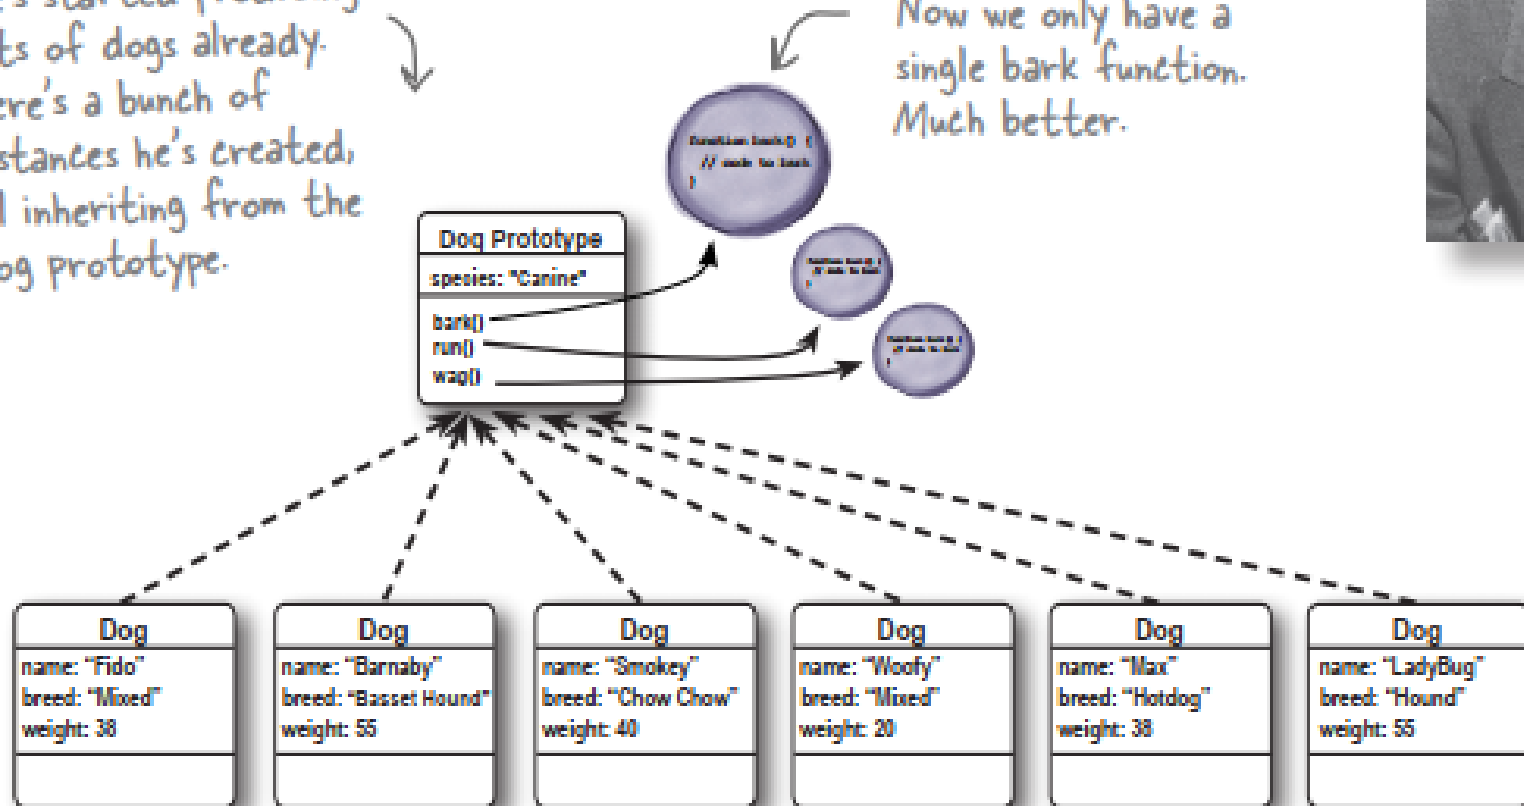 ts of dogs already.
ere's a bunch of
stances he's created,
l inheriting from the
og prototype.
Now we only have a
single bark function.
Much better.
function bark() {
// code to bark
}
Dog Prototype
species: "Canine"
bark()
run()
wag()
Dog
name: “Fido”
breed: “Mixed”
weight: 38
Dog
name: “Barnaby”
breed: “Basset Hound”
weight: 55
Dog
name: “Smokey”
breed: “Chow Chow”
weight: 40
Dog
name: “Woofy”
breed: “Mixed”
weight: 20
Dog
name: “Max”
breed: “Hotdog”
weight: 38
Dog
name: “LadyBug”
breed: “Hound”
weight: 55